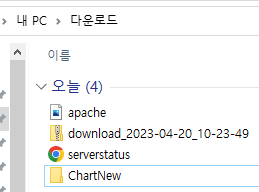 내 PC > 다운로드
이름
오늘 (4)
apache
download_2023-04-20_10-23-49
serverstatus
ChartNew